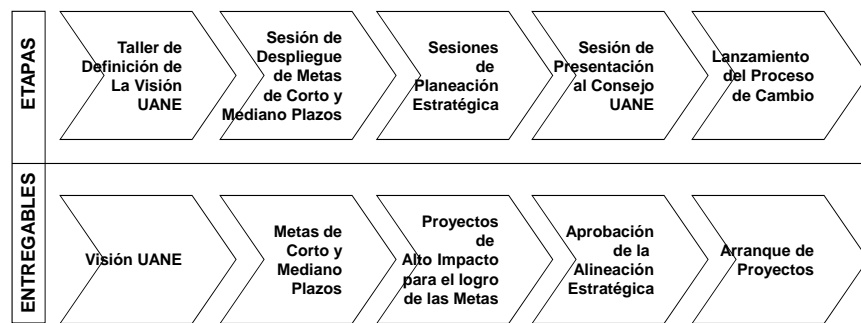 ETAPAS
Taller de
Definición de
La Visión
UANE
Sesión de
Despliegue
de Metas
de Corto y
Mediano Plazos
Sesiones
de
Planeación
Estratégica
Sesión de
Presentación
al Consejo
UANE
Lanzamiento
del Proceso
de Cambio
ENTREGABLES
Visión UANE
Metas de
Corto y
Mediano
Plazos
Proyectos
de
Alto Impacto
para el logro
de las Metas
Aprobación
de la
Alineación
Estratégica
Arranque de
Proyectos